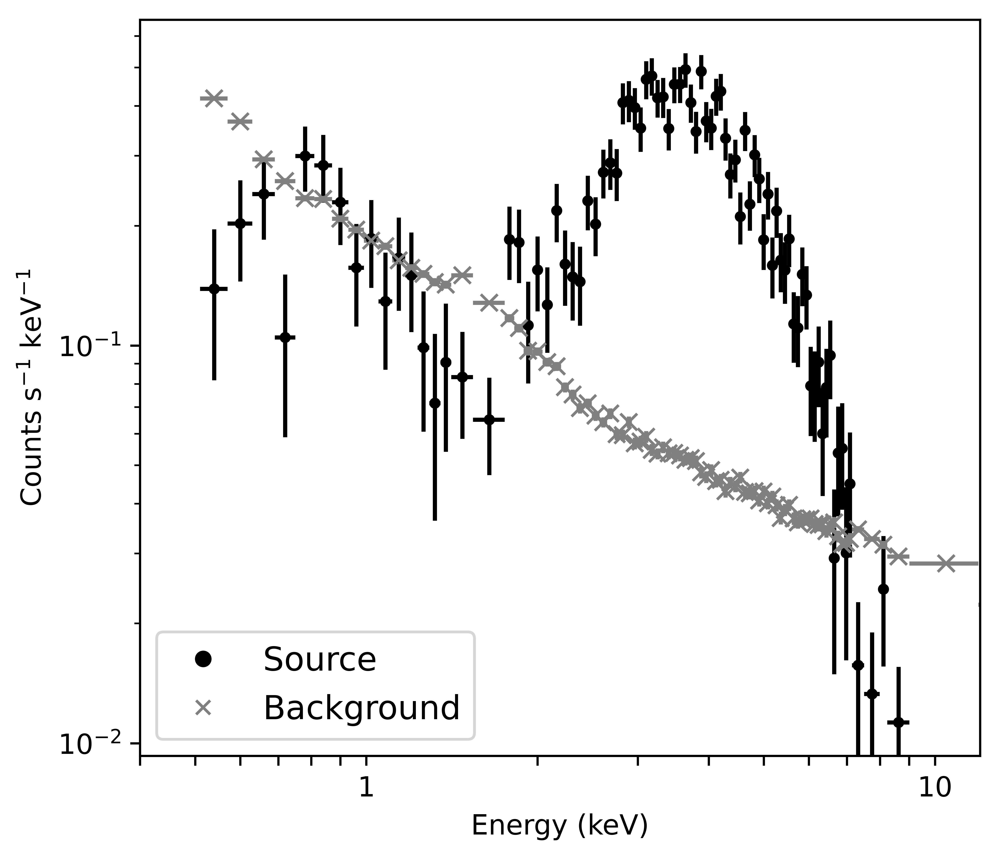 Counts s⁻¹ keV⁻¹
10⁻¹
10⁻²
Source
Background
1
10
Energy (keV)